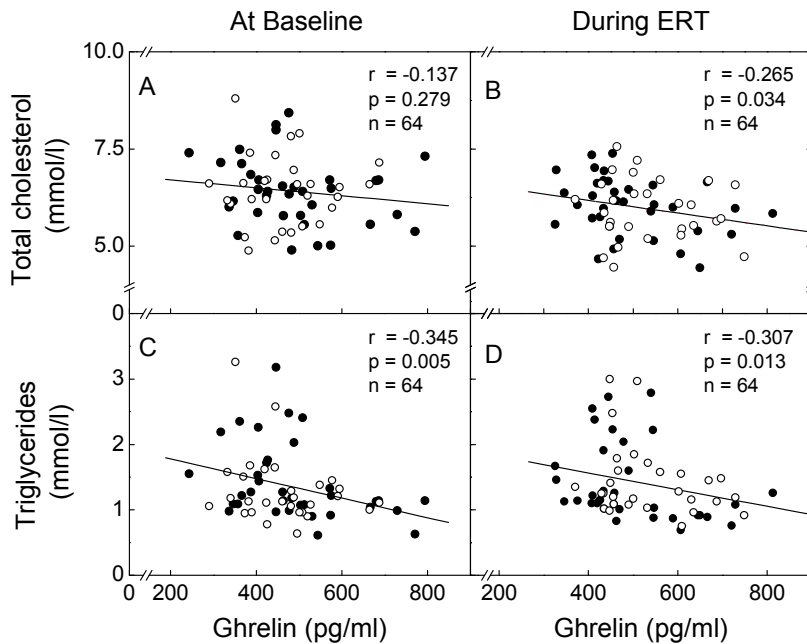 At Baseline
During ERT
Total cholesterol
(mmol/l)
10.0
7.5
5.0
0
A
r = -0.137
p = 0.279
n = 64
B
r = -0.265
p = 0.034
n = 64
Triglycerides
(mmol/l)
3
2
1
0
C
r = -0.345
p = 0.005
n = 64
D
r = -0.307
p = 0.013
n = 64
0
200
400
600
800
200
400
600
800
Ghrelin (pg/ml)
Ghrelin (pg/ml)